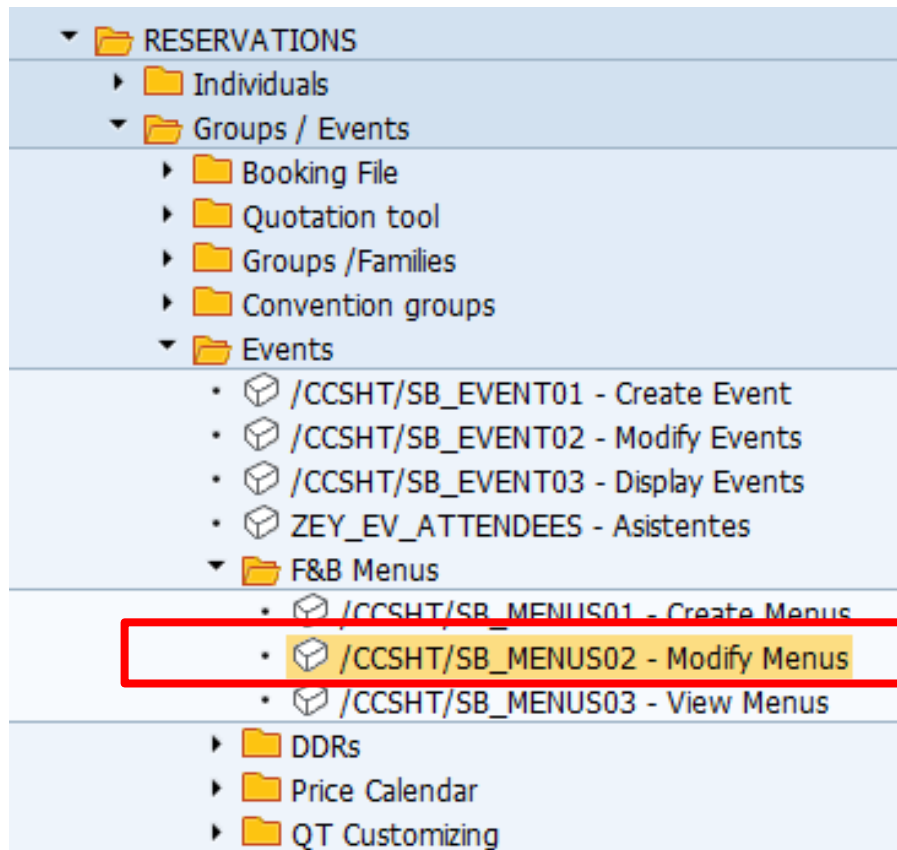 RESERVATIONS
Individuals
Groups / Events
Booking File
Quotation tool
Groups /Families
Convention groups
Events
/CCSHT/SB_EVENT01 - Create Event
/CCSHT/SB_EVENT02 - Modify Events
/CCSHT/SB_EVENT03 - Display Events
ZEY_EV_ATTENDEES - Asistentes
F&B Menus
/CCSHT/SB_MENUS01 - Create Menus
/CCSHT/SB_MENUS02 - Modify Menus
/CCSHT/SB_MENUS03 - View Menus
DDRs
Price Calendar
QT Customizing